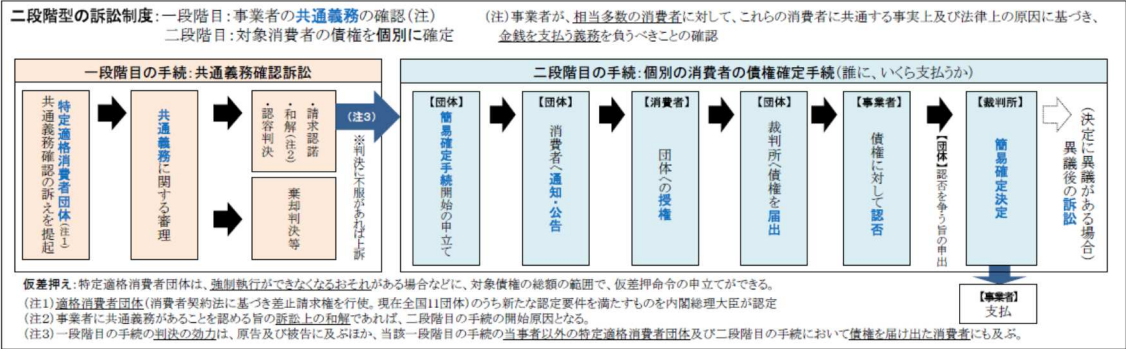 二段階型の訴訟制度:一段階目:事業者の共通義務の確認(注)
二段階目:対象消費者の債権を個別に確定
(注)事業者が、相当多数の消費者に対して、これらの消費者に共通する事実上及び法律上の原因に基づき、
金銭を支払う義務を負うべきことの確認
一段階目の手続:共通義務確認訴訟
特定適格消費者団体(注1)
共通義務確認の訴えを提起
共通義務に関する審理
・請求認諾
・和解(注2)
・認容判決
棄却判決等
(注3)
※判決に不服があれば上訴
二段階目の手続:個別の消費者の債権確定手続(誰に、いくら支払うか)
【団体】
簡易確定手続開始の申立て
【団体】
消費者へ通知・公告
【消費者】
団体への授権
【団体】
裁判所へ債権を届出
【事業者】
債権に対して認否
【団体】認否を争う旨の申出
【裁判所】
簡易確定決定
(決定に異議がある場合)
異議後の訴訟
【事業者】
支払
仮差押え:特定適格消費者団体は、強制執行ができなくなるおそれがある場合などに、対象債権の総額の範囲で、仮差押命令の申立てができる。
(注1)適格消費者団体(消費者契約法に基づき差止請求権を行使。現在全国11団体)のうち新たな認定要件を満たすものを内閣総理大臣が認定
(注2)事業者に共通義務があることを認める旨の訴訟上の和解であれば、二段階目の手続の開始原因となる。
(注3)一段階目の手続の判決の効力は、原告及び被告に及ぶほか、当該一段階目の手続の当事者以外の特定適格消費者団体及び二段階目の手続において債権を届け出た消費者にも及ぶ。